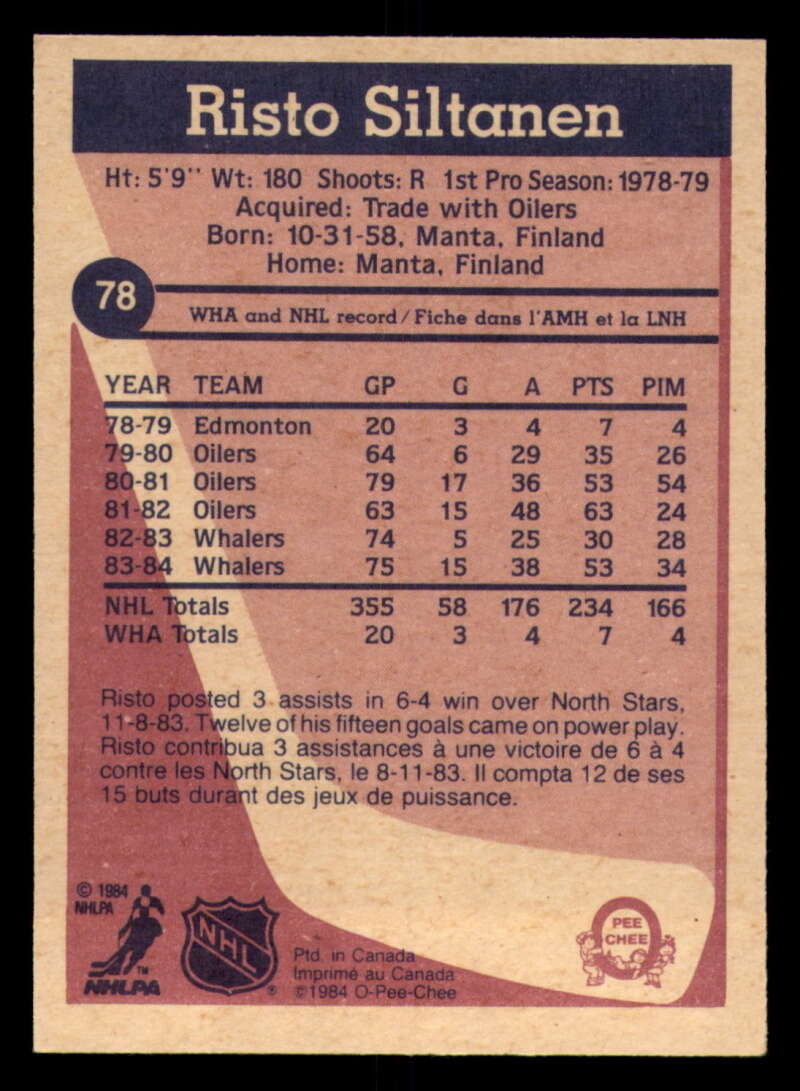 Risto Siltanen
Ht: 5'9" Wt: 180 Shoots: R 1st Pro Season: 1978-79
Acquired: Trade with Oilers
Born: 10-31-58, Manta, Finland
Home: Manta, Finland
78
WHA and NHL record/Fiche dans l'AMH et la LNH
YEAR TEAM GP G A PTS PIM
78-79 Edmonton 20 3 4 7 4
79-80 Oilers 64 6 29 35 26
80-81 Oilers 79 17 36 53 54
81-82 Oilers 63 15 48 63 24
82-83 Whalers 74 5 25 30 28
83-84 Whalers 75 15 38 53 34
NHL Totals 355 58 176 234 166
WHA Totals 20 3 4 7 4
Risto posted 3 assists in 6-4 win over North Stars,
11-8-83. Twelve of his fifteen goals came on power play.
Risto contribua 3 assistances à une victoire de 6 à 4
contre les North Stars, le 8-11-83. Il compta 12 de ses
15 buts durant des jeux de puissance.
© 1984
NHLPA
TM
NHLPA
NHL
®
Ptd. in Canada
Imprimé au Canada
©1984 O-Pee-Chee
O
PEE
CHEE